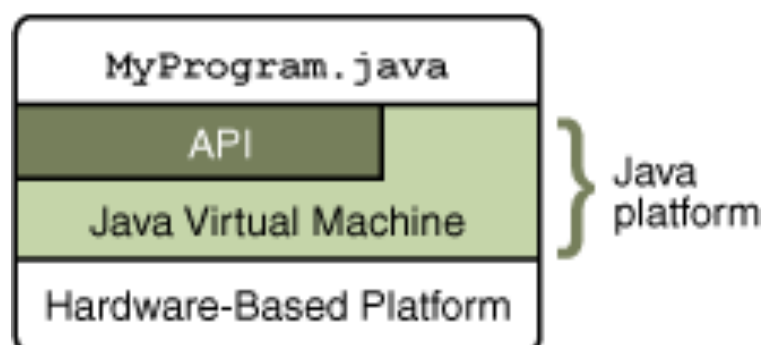 MyProgram.java
API
Java Virtual Machine
Hardware-Based Platform
Java
platform